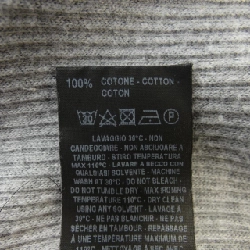 100% COTONE - COTTON -
COTON
30
LAVAGGIO 30°C - NON
CANDEGGIARE - NON ASCIUGARE A
TAMBURO - STIRO TEMPERATURA
MAX 110°C - LAVABILE A SECCO CON
QUALSIASI SOLVENTE - MACHINE
WASH 30°C - DO NOT BLEACH -
DO NOT TUMBLE DRY - MAX IRONING
TEMPERATURE 110°C - DRY CLEAN
USING ANY SOLVENT - LAVAGE A
30°C - NE PAS BLANCHIR - NE PAS
SÉCHER EN TAMBOUR - REPASSAGE
À UNE TEMPÉRATURE MAXIMUM DE